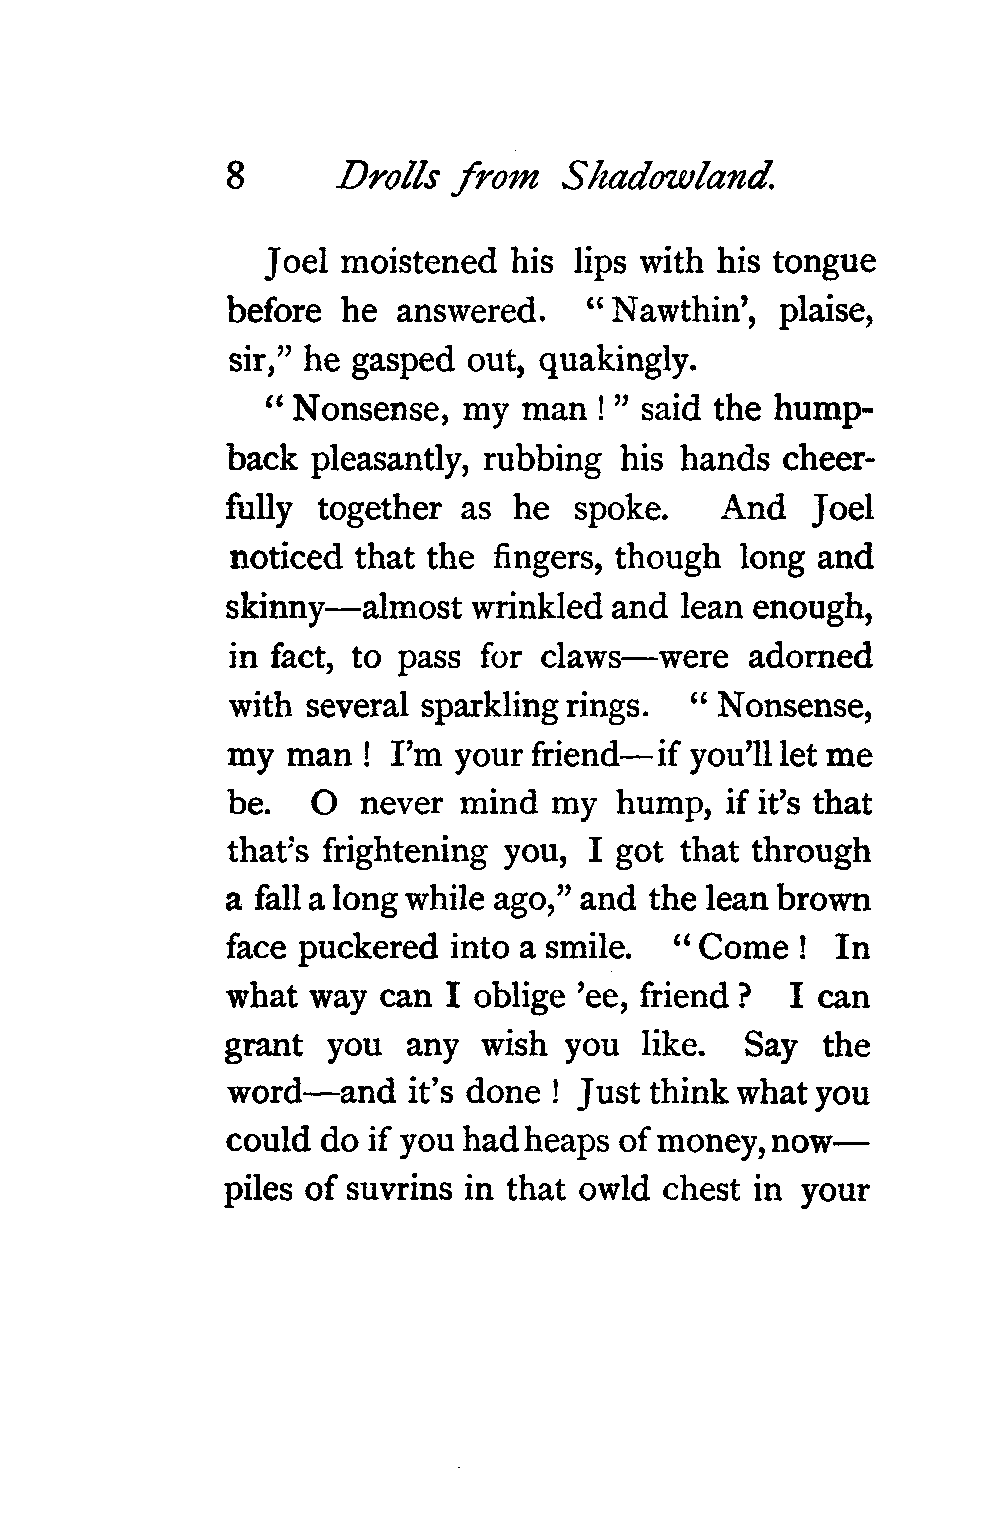 8 Drolls from Shadowland.
Joel moistened his lips with his tongue
before he answered. “Nawthin’, plaise,
sir,” he gasped out, quakingly.
“Nonsense, my man!” said the hump-
back pleasantly, rubbing his hands cheer-
fully together as he spoke. And Joel
noticed that the fingers, though long and
skinny—almost wrinkled and lean enough,
in fact, to pass for claws—were adorned
with several sparkling rings. “Nonsense,
my man! I’m your friend—if you’ll let me
be. O never mind my hump, if it’s that
that’s frightening you, I got that through
a fall a long while ago,” and the lean brown
face puckered into a smile. “Come! In
what way can I oblige ’ee, friend? I can
grant you any wish you like. Say the
word—and it’s done! Just think what you
could do if you had heaps of money, now—
piles of suvrins in that owld chest in your